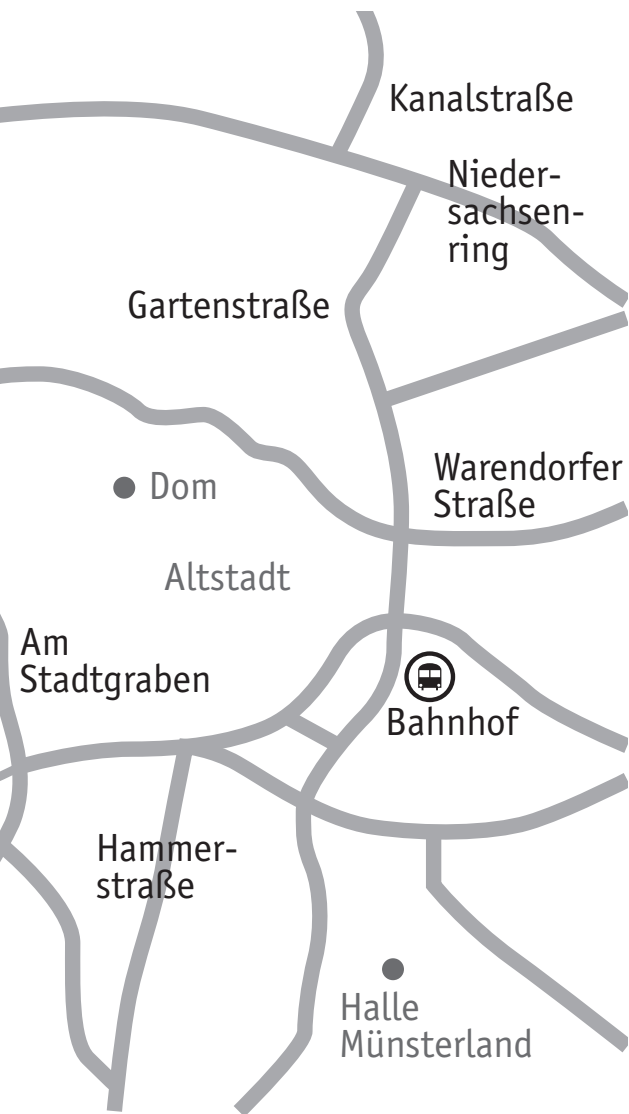 Kanalstraße
Nieder-
sachsen-
ring
Gartenstraße
Warendorfer
Straße
Dom
Altstadt
Am
Stadtgraben
Bahnhof
Hammer-
straße
Halle
Münsterland